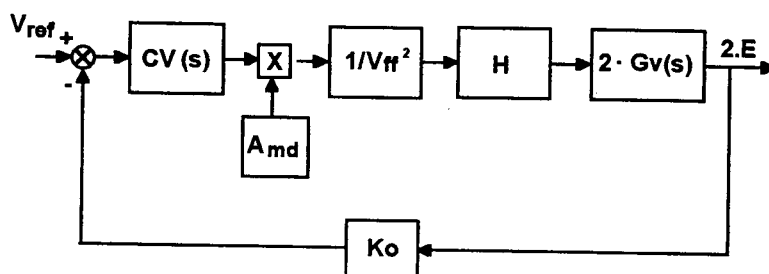 Vref +
-
CV(s)
X
Amd
1/Vff²
H
2· Gv(s)
2.E
Ko